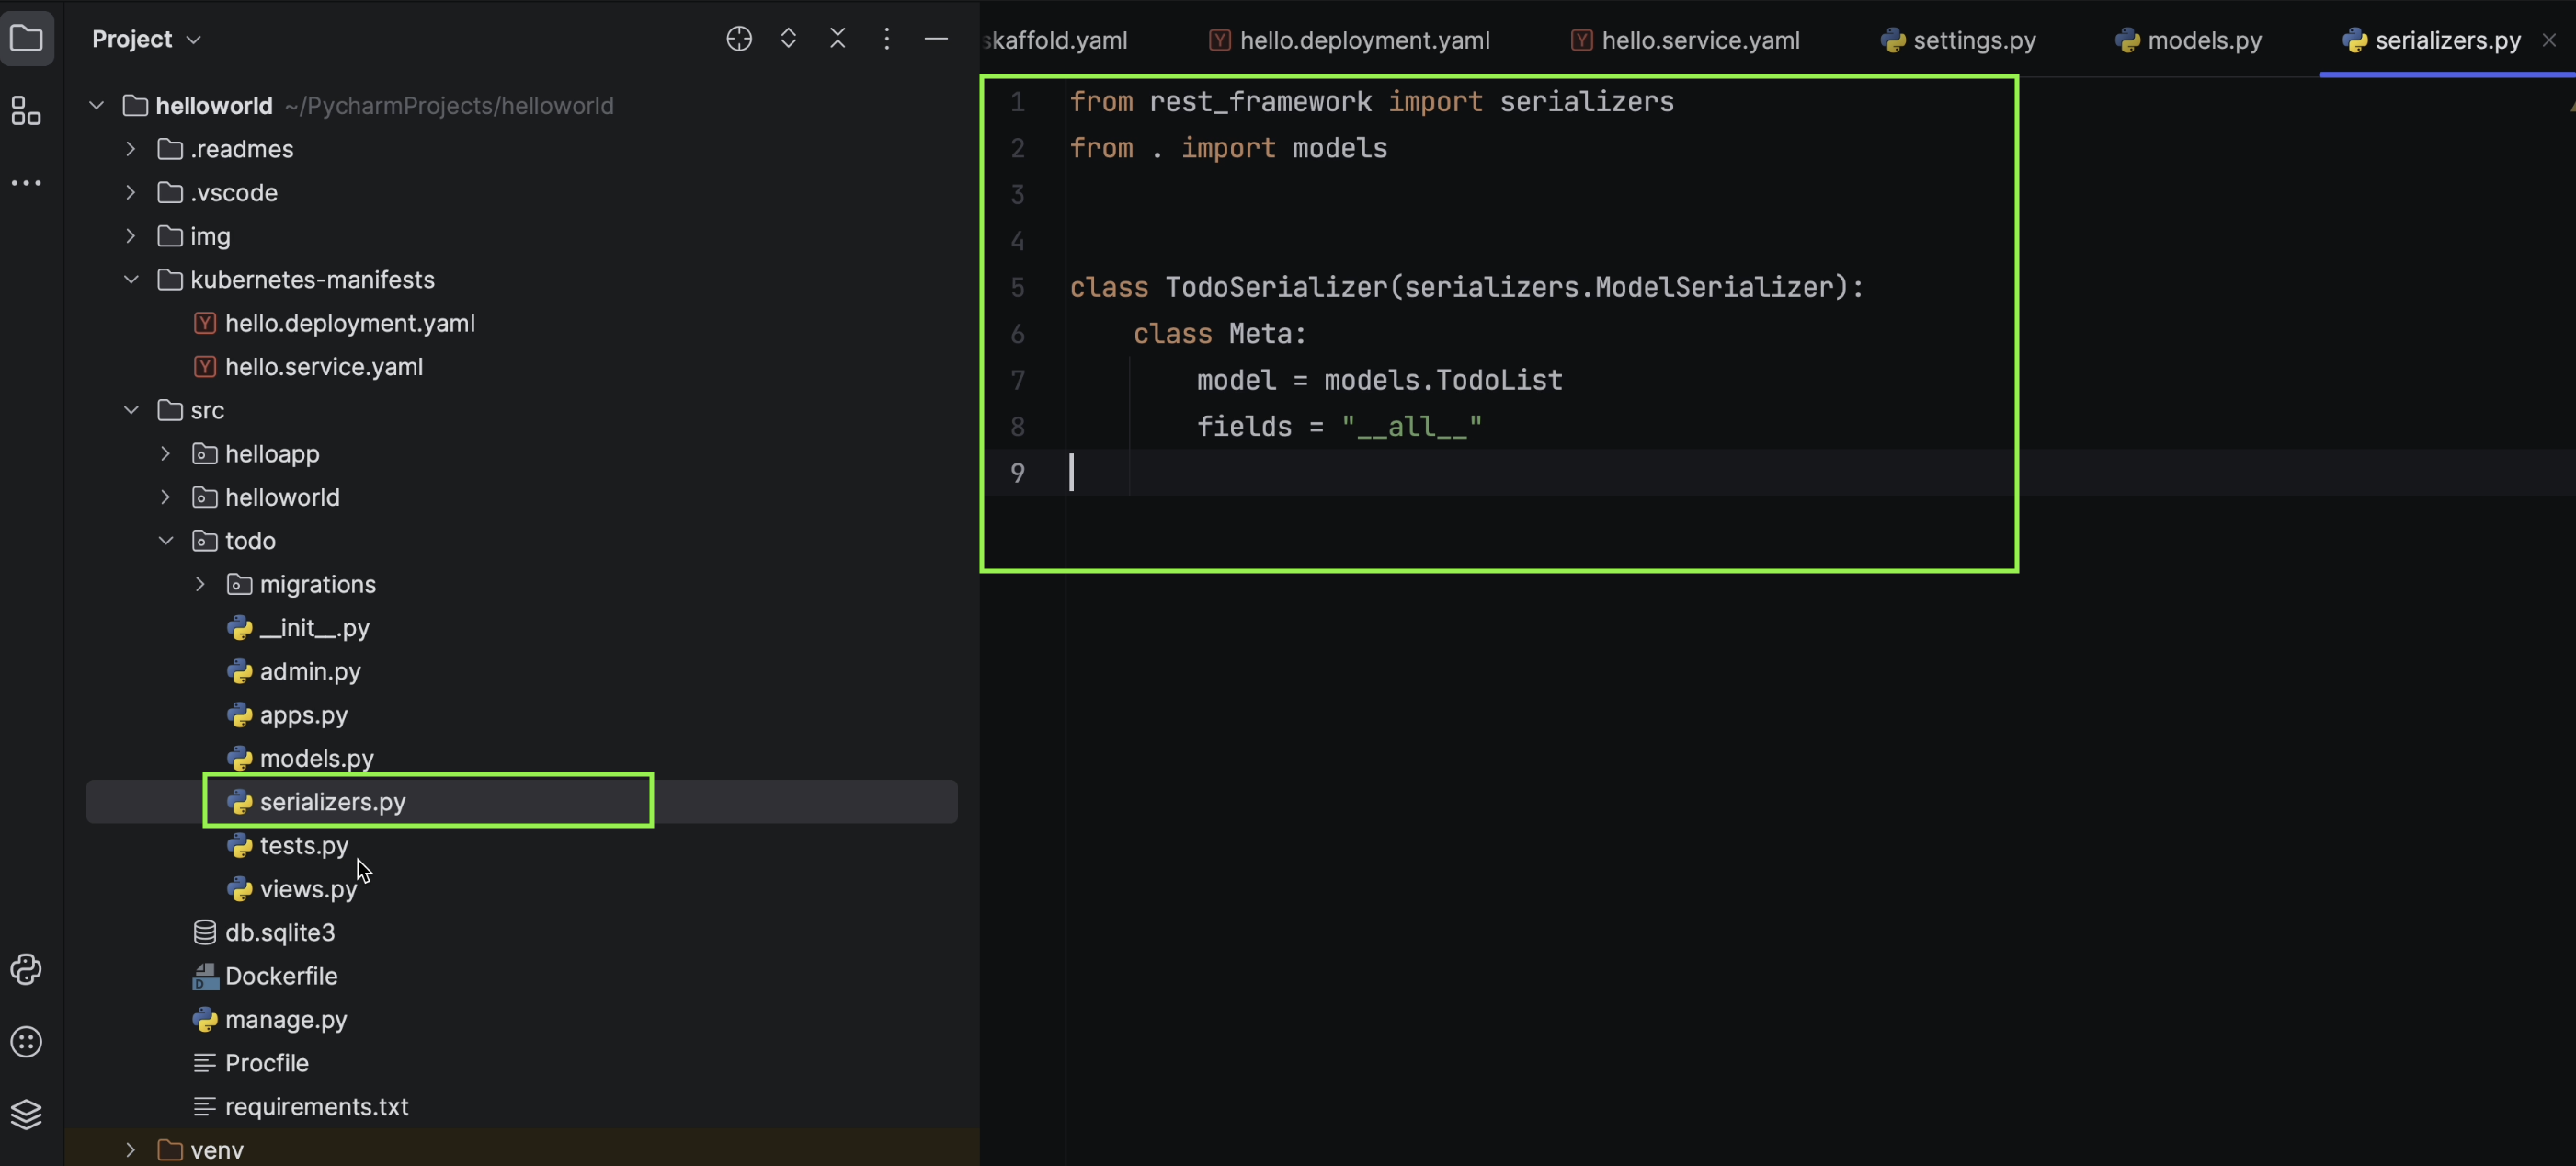 Project
helloworld ~/PycharmProjects/helloworld
.readmes
.vscode
img
kubernetes-manifests
hello.deployment.yaml
hello.service.yaml
src
helloapp
helloworld
todo
migrations
__init__.py
admin.py
apps.py
models.py
serializers.py
tests.py
views.py
db.sqlite3
Dockerfile
manage.py
Procfile
requirements.txt
venv
skaffold.yaml hello.deployment.yaml hello.service.yaml settings.py models.py serializers.py
1 from rest_framework import serializers
2 from . import models
3
4
5 class TodoSerializer(serializers.ModelSerializer):
6     class Meta:
7         model = models.TodoList
8         fields = "__all__"
9